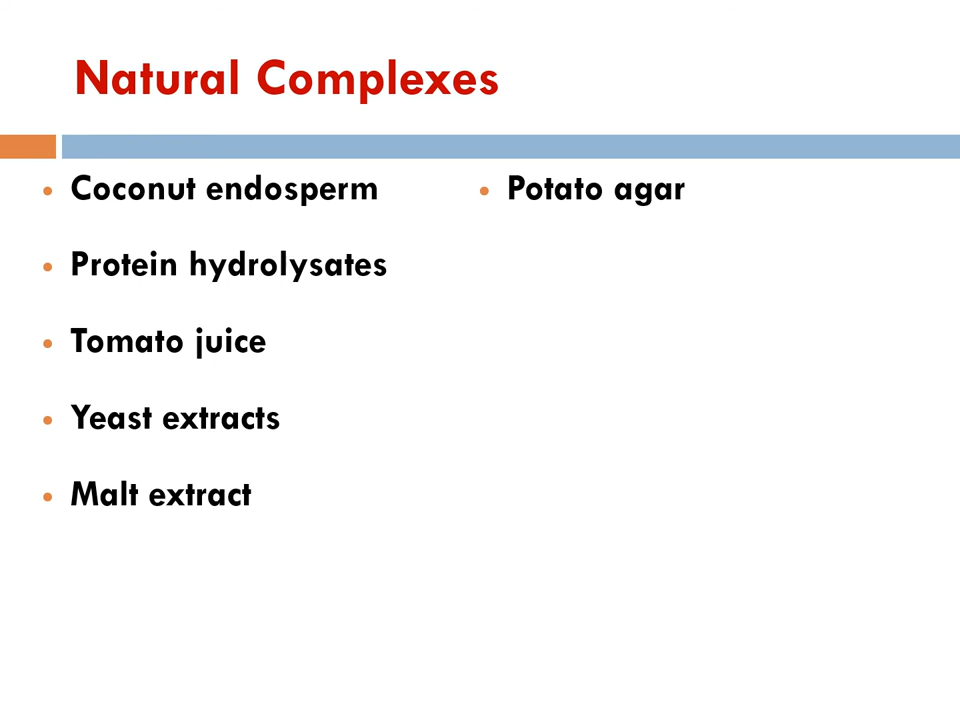 Natural Complexes
• Coconut endosperm
• Protein hydrolysates
• Tomato juice
• Yeast extracts
• Malt extract
• Potato agar